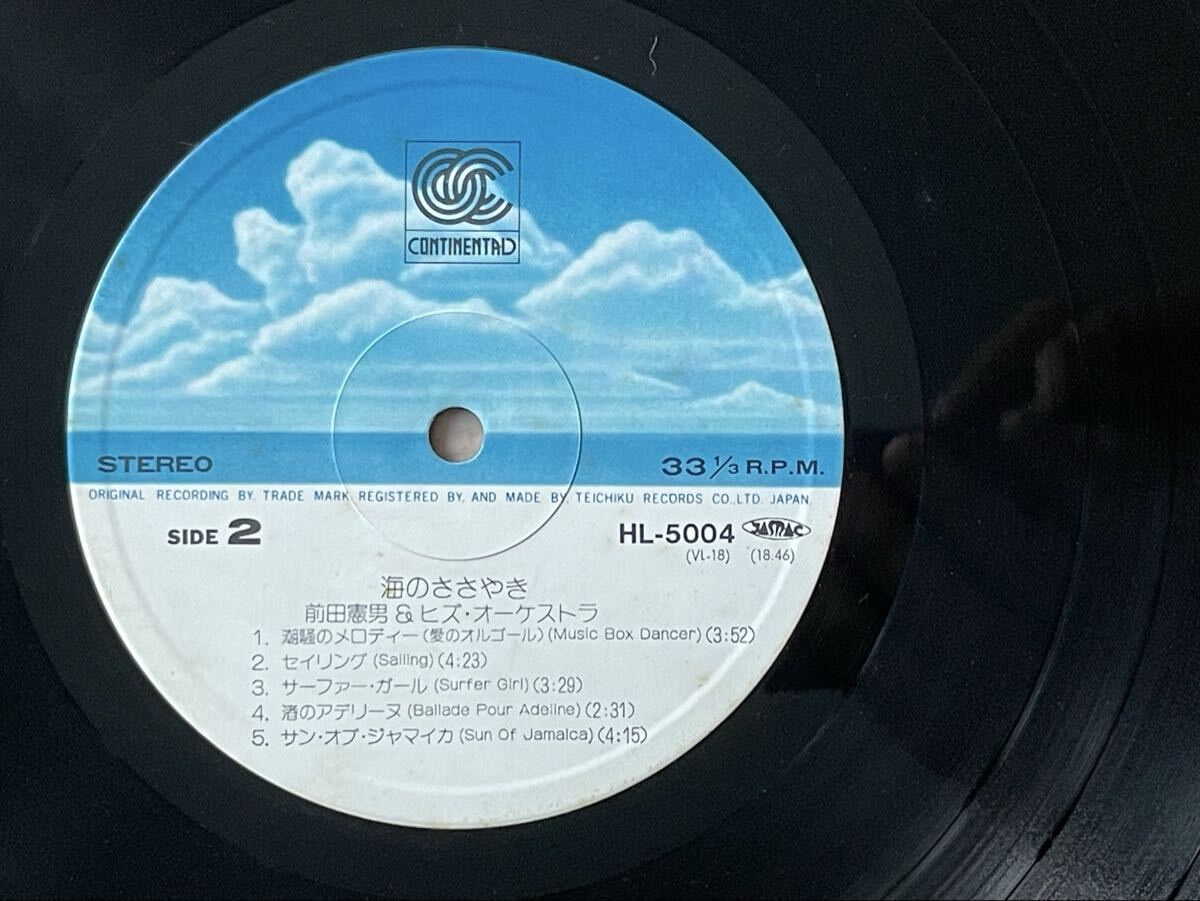 CONTINENTAL
STEREO
33 1/3 R.P.M.
ORIGINAL RECORDING BY, TRADE MARK REGISTERED BY, AND MADE BY, TEICHIKU RECORDS CO.,LTD. JAPAN.
SIDE 2
HL-5004 JASRAC
(VL-18) (18.46)
海のささやき
前田憲男&ヒズ・オーケストラ
1. 潮騒のメロディー(愛のオルゴール)(Music Box Dancer)(3:52)
2. セイリング(Sailing)(4:23)
3. サーファー・ガール(Surfer Girl)(3:29)
4. 渚のアデリーヌ(Ballade Pour Adeline)(2:31)
5. サン・オブ・ジャマイカ(Sun Of Jamaica)(4:15)